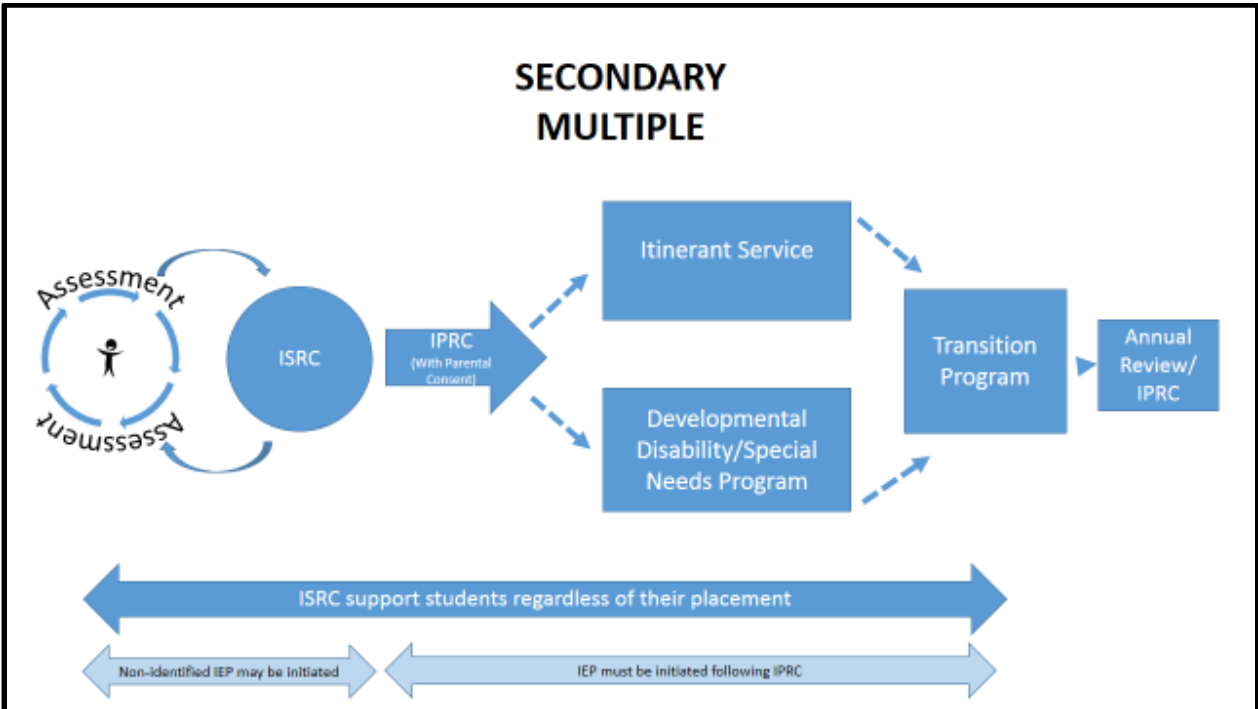 SECONDARY
MULTIPLE
Assessment
Assessment
ISRC
IPRC
(With Parental
Consent)
Itinerant Service
Developmental
Disability/Special
Needs Program
Transition
Program
Annual
Review/
IPRC
ISRC support students regardless of their placement
Non-identified IEP may be initiated
IEP must be initiated following IPRC